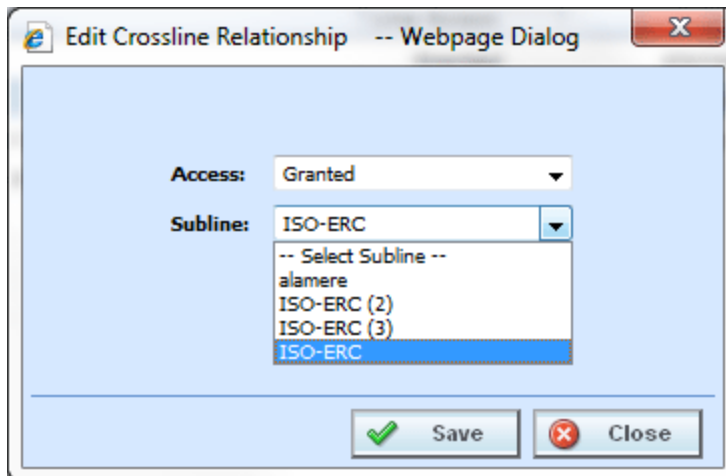 Edit Crossline Relationship -- Webpage Dialog
Access: Granted
Subline: ISO-ERC
-- Select Subline --
alamere
ISO-ERC (2)
ISO-ERC (3)
ISO-ERC
Save Close